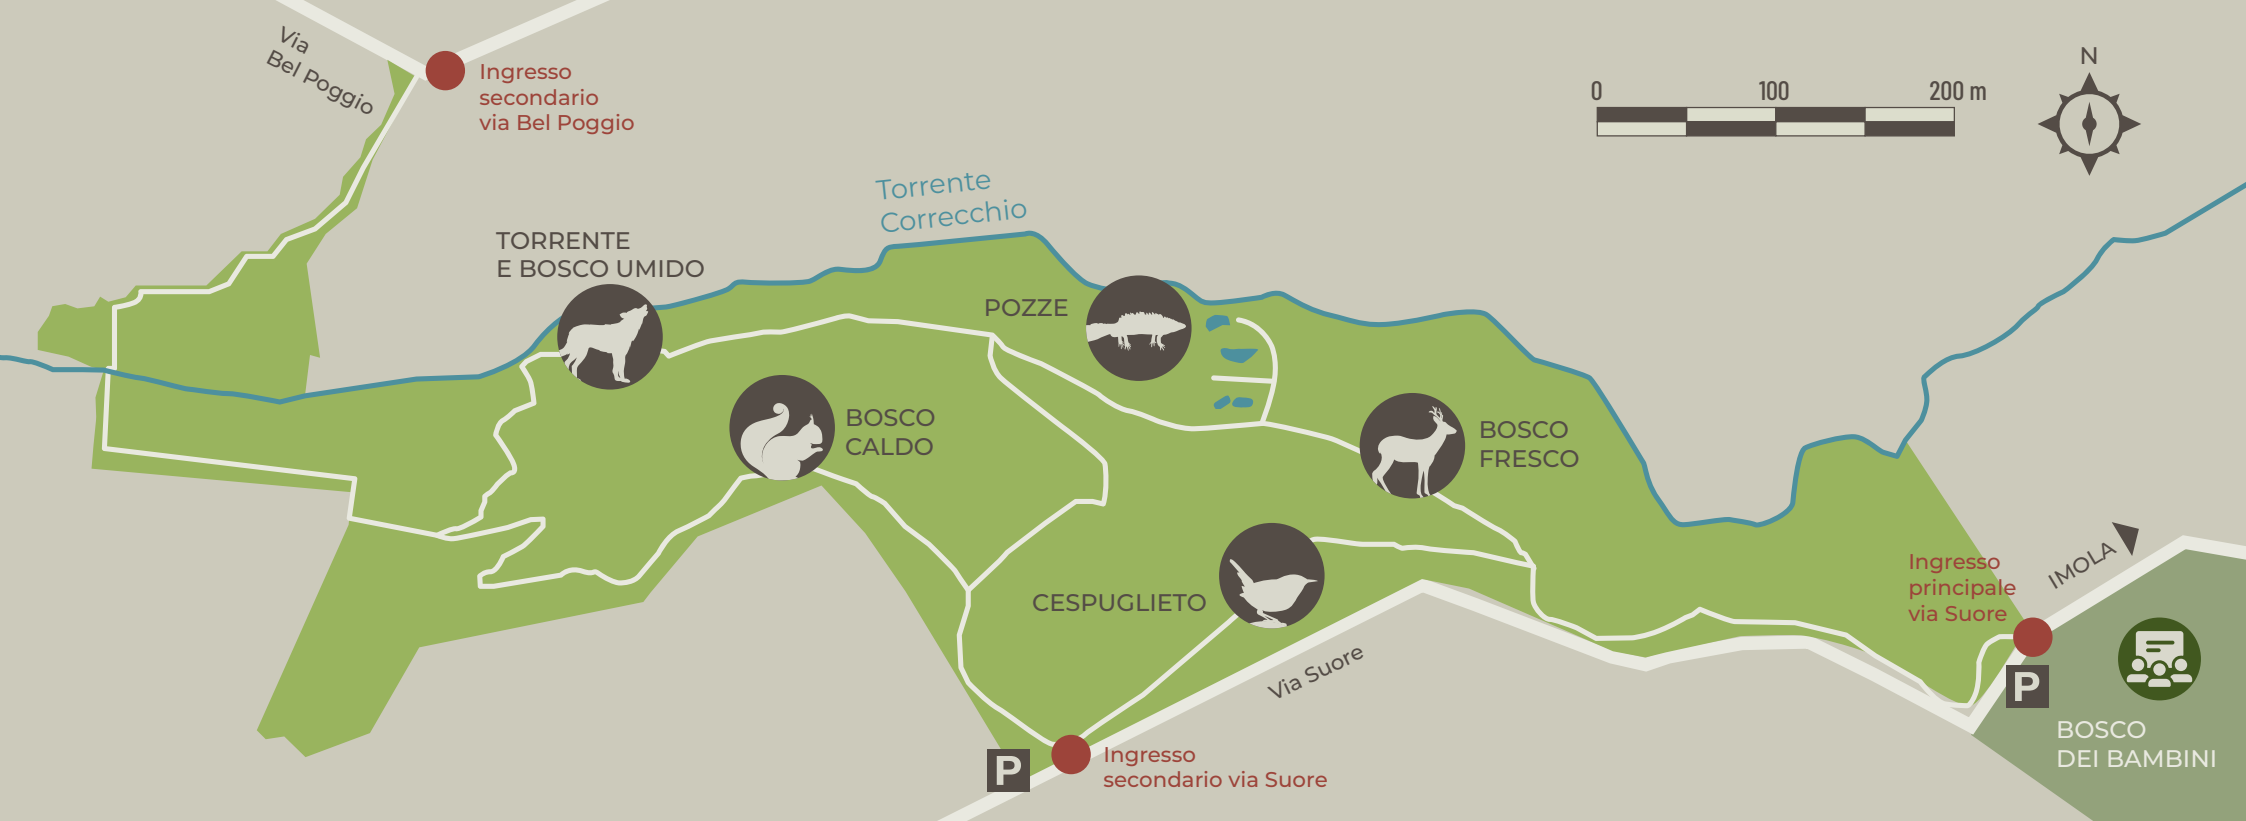 Via
Bel Poggio
Ingresso
secondario
via Bel Poggio
0 100 200 m
N
Torrente
Correcchio
TORRENTE
E BOSCO UMIDO
POZZE
BOSCO
CALDO
BOSCO
FRESCO
CESPUGLIETO
Ingresso
principale
via Suore
IMOLA
Via Suore
P
BOSCO
DEI BAMBINI
P
Ingresso
secondario via Suore